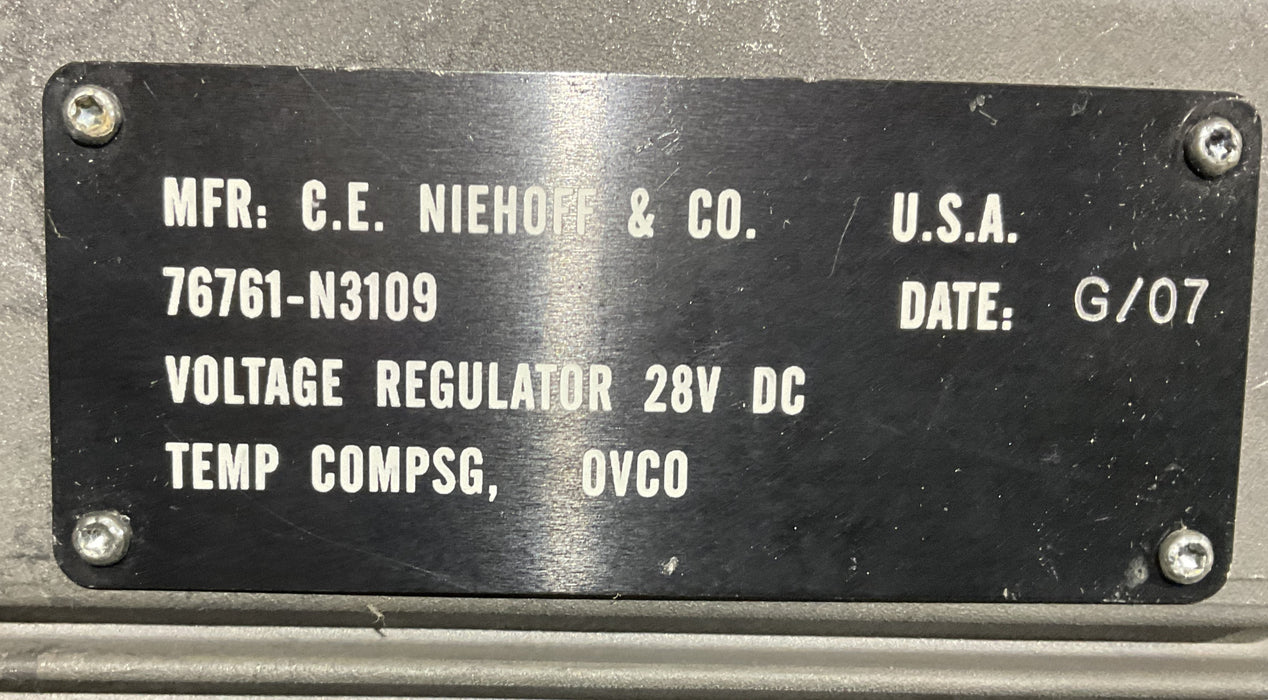 MFR: C.E. NIEHOFF & CO. U.S.A.
76761-N3109 DATE: G/07
VOLTAGE REGULATOR 28V DC
TEMP COMPSG, OVCO